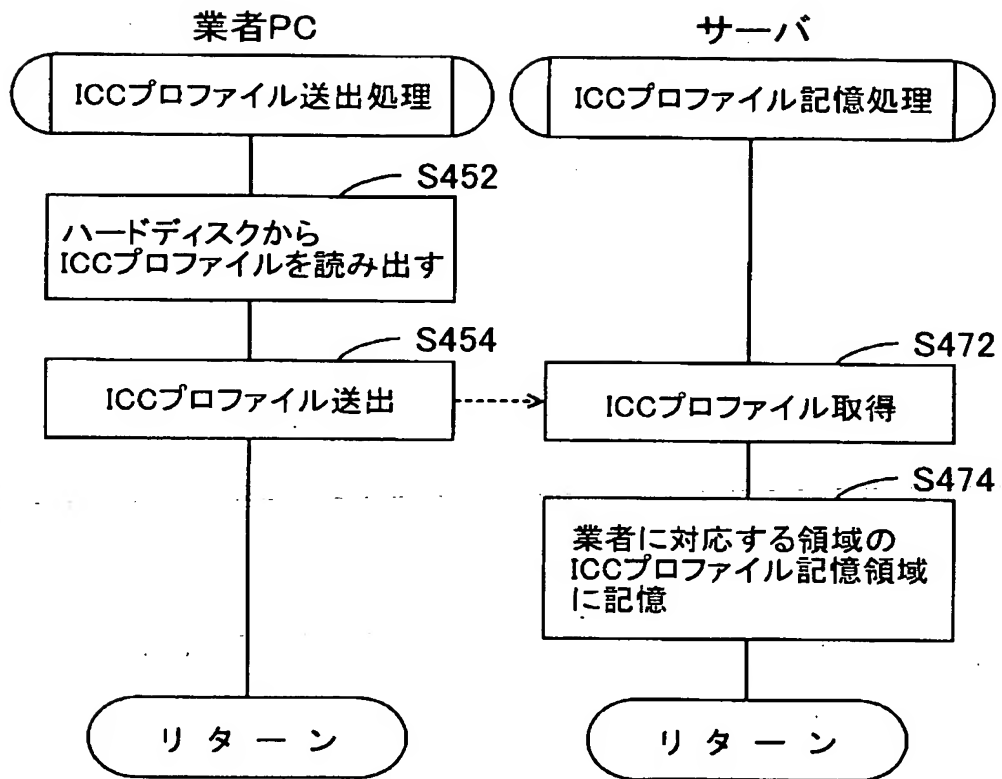 業者PC
ICCプロファイル送出処理
S452
ハードディスクから
ICCプロファイルを読み出す
S454
ICCプロファイル送出
リターン
サーバ
ICCプロファイル記憶処理
S472
ICCプロファイル取得
S474
業者に対応する領域の
ICCプロファイル記憶領域
に記憶
リターン